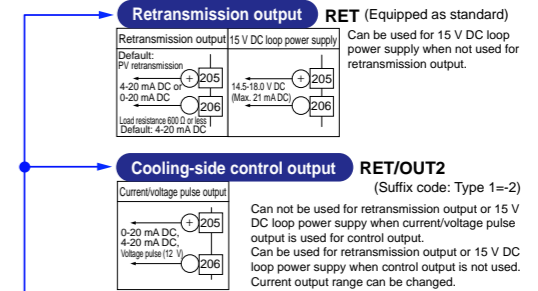 Retransmission output RET (Equipped as standard)
Retransmission output 15 V DC loop power supply
Can be used for 15 V DC loop
power supply when not used for
retransmission output.
Default:
PV retransmission
4-20 mA DC or
0-20 mA DC
Load resistance 600 Ω or less
Default: 4-20 mA DC
+ 205
206
14.5-18.0 V DC
(Max. 21 mA DC)
+ 205
206
Cooling-side control output RET/OUT2
(Suffix code: Type 1=-2)
Current/voltage pulse output
0-20 mA DC,
4-20 mA DC,
Voltage pulse (12 V)
+ 205
206
Can not be used for retransmission output or 15 V
DC loop power suppy when current/voltage pulse
output is used for control output.
Can be used for retransmission output or 15 V DC
loop power suppy when control output is not used.
Current output range can be changed.